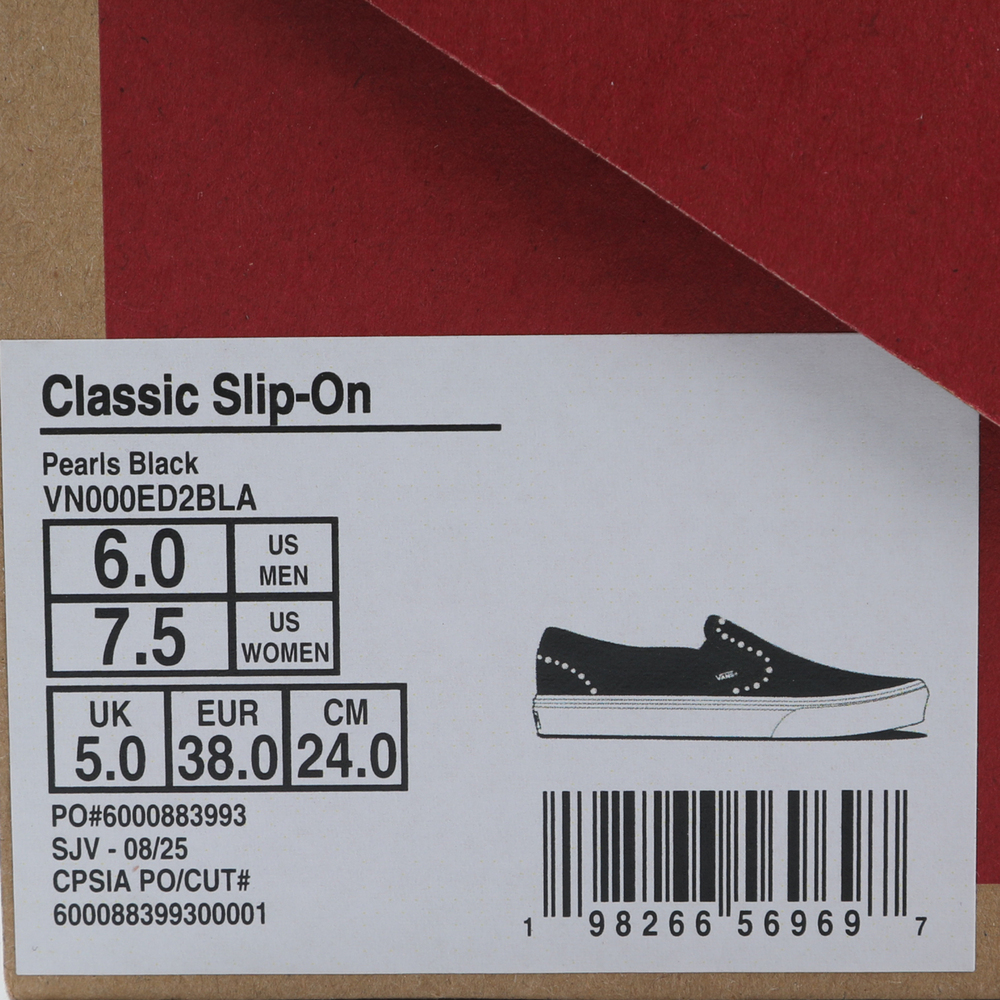 Classic Slip-On
Pearls Black
VN000ED2BLA
6.0 US MEN
7.5 US WOMEN
UK EUR CM
5.0 38.0 24.0
PO#6000883993
SJV - 08/25
CPSIA PO/CUT#
600088399300001
VANS
1 98266 56969 7